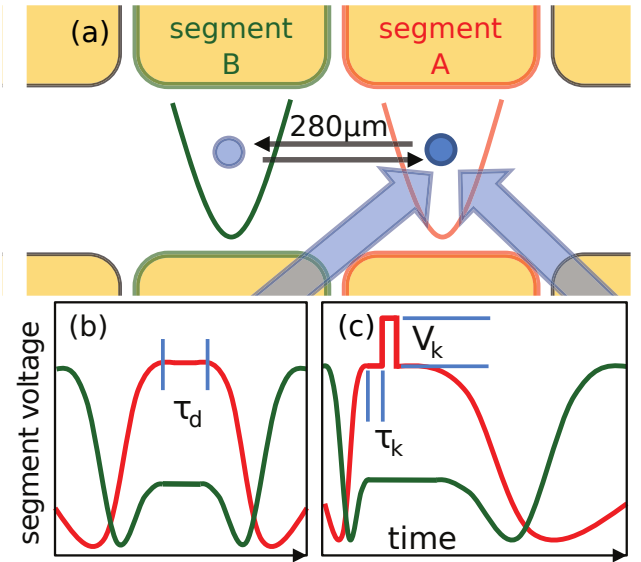 (a)
segment
B
segment
A
280μm
(b)
τd
segment voltage
(c)
Vk
τk
time